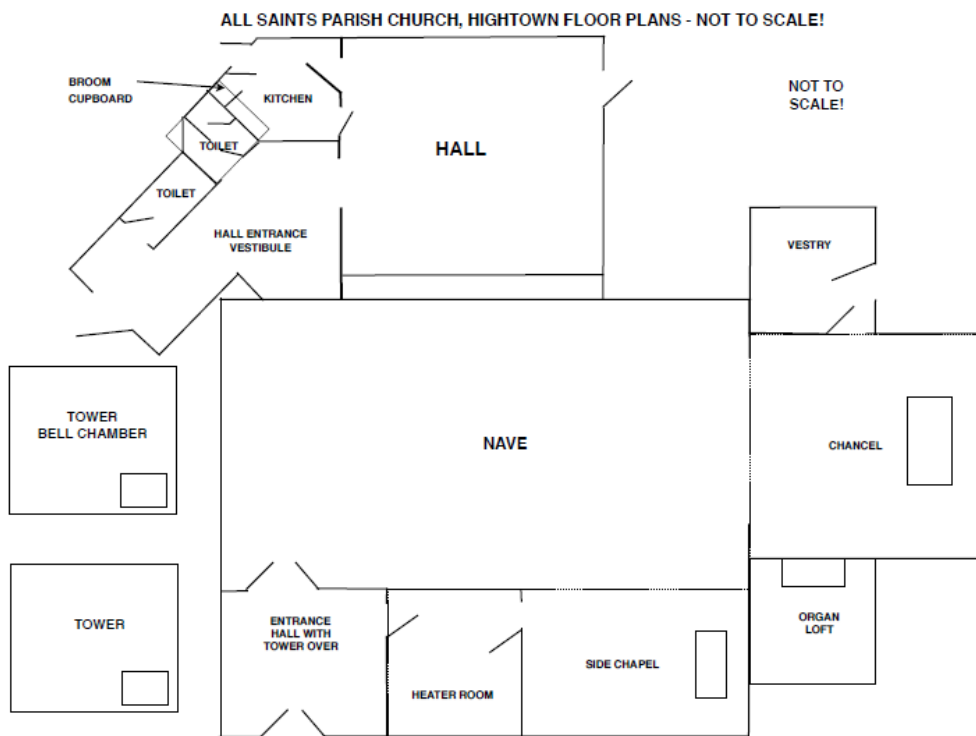 ALL SAINTS PARISH CHURCH, HIGHTOWN FLOOR PLANS - NOT TO SCALE!
BROOM
CUPBOARD
KITCHEN
NOT TO
SCALE!
HALL
TOILET
TOILET
HALL ENTRANCE
VESTIBULE
VESTRY
TOWER
BELL CHAMBER
NAVE
CHANCEL
TOWER
ENTRANCE
HALL WITH
TOWER OVER
ORGAN
LOFT
SIDE CHAPEL
HEATER ROOM